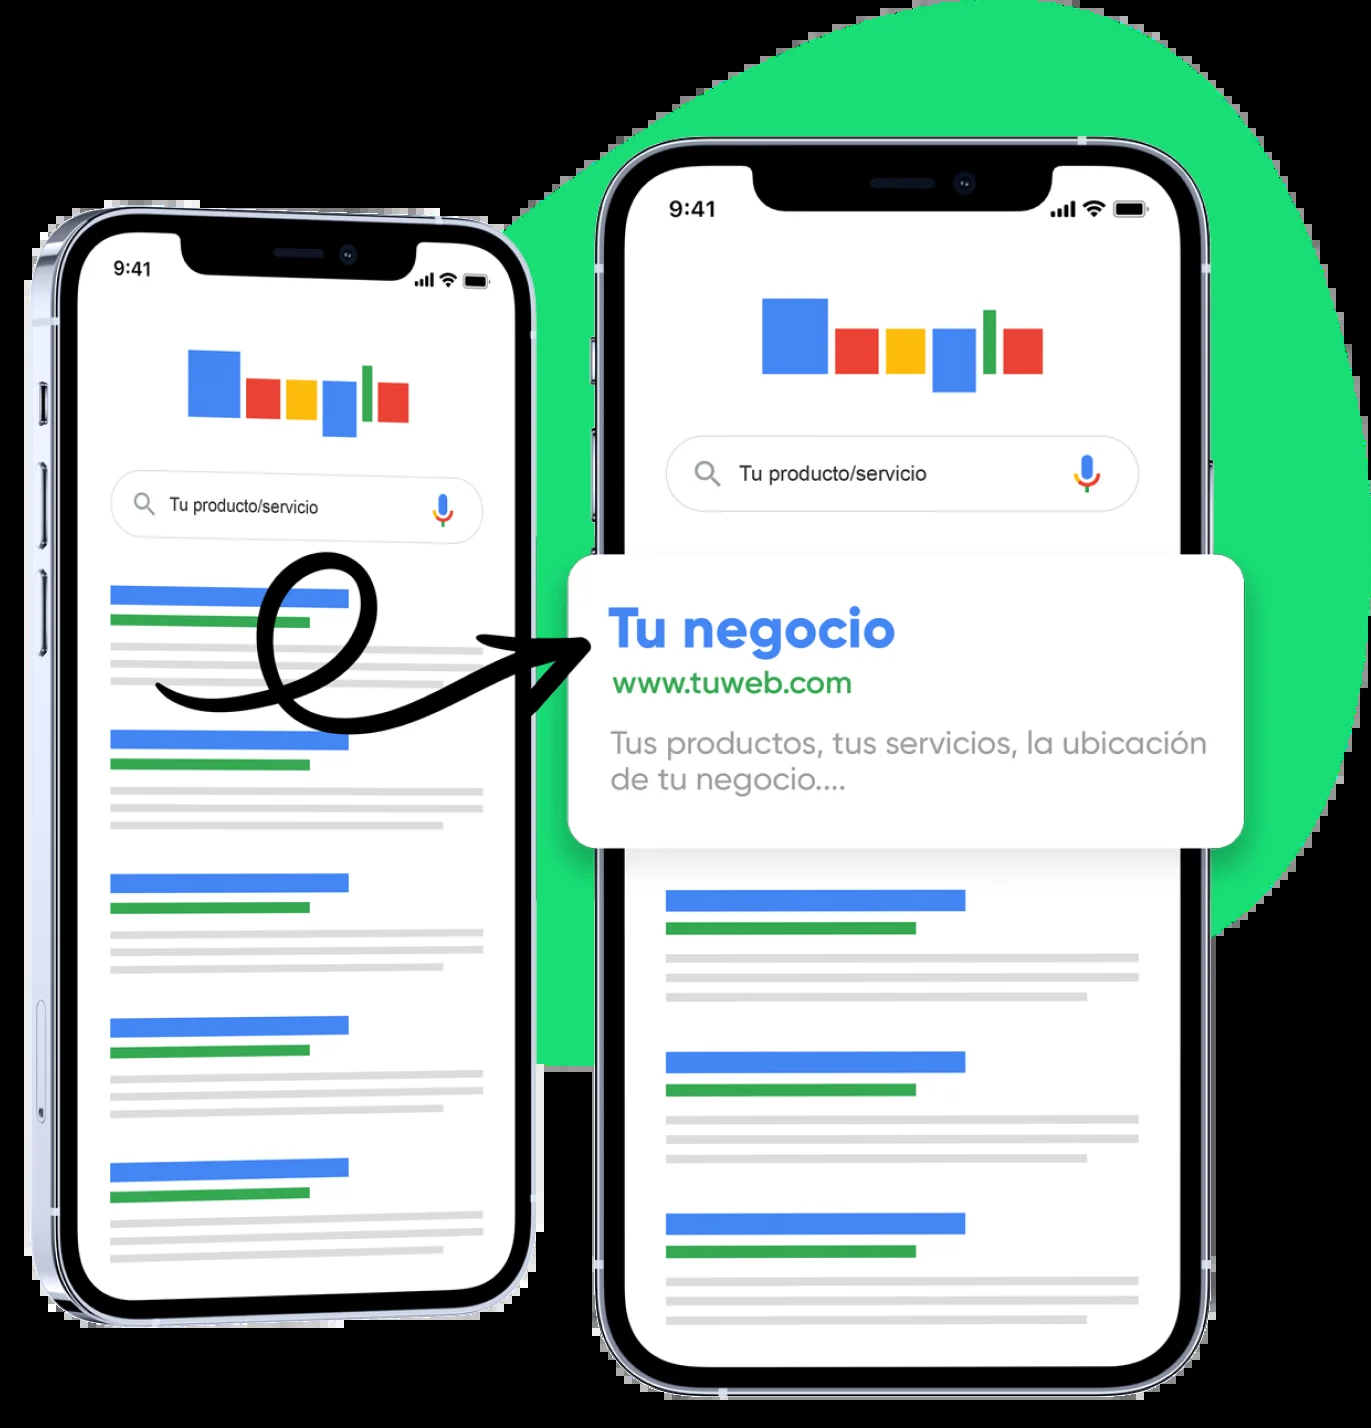 9:41
Tu producto/servicio
9:41
Tu producto/servicio
Tu negocio
www.tuweb.com
Tus productos, tus servicios, la ubicación
de tu negocio....